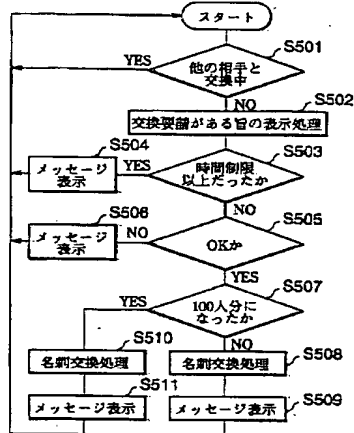 スタート
S501
他の相手と
交換中
YES
NO
S502
交換要請がある旨の表示処理
S503
時間制限
以上だったか
YES
S504
メッセージ
表示
NO
S505
OKか
NO
S506
メッセージ
表示
YES
S507
100人分に
なったか
YES
NO
S510
名前交換処理
S508
名前交換処理
S511
メッセージ表示
S509
メッセージ表示